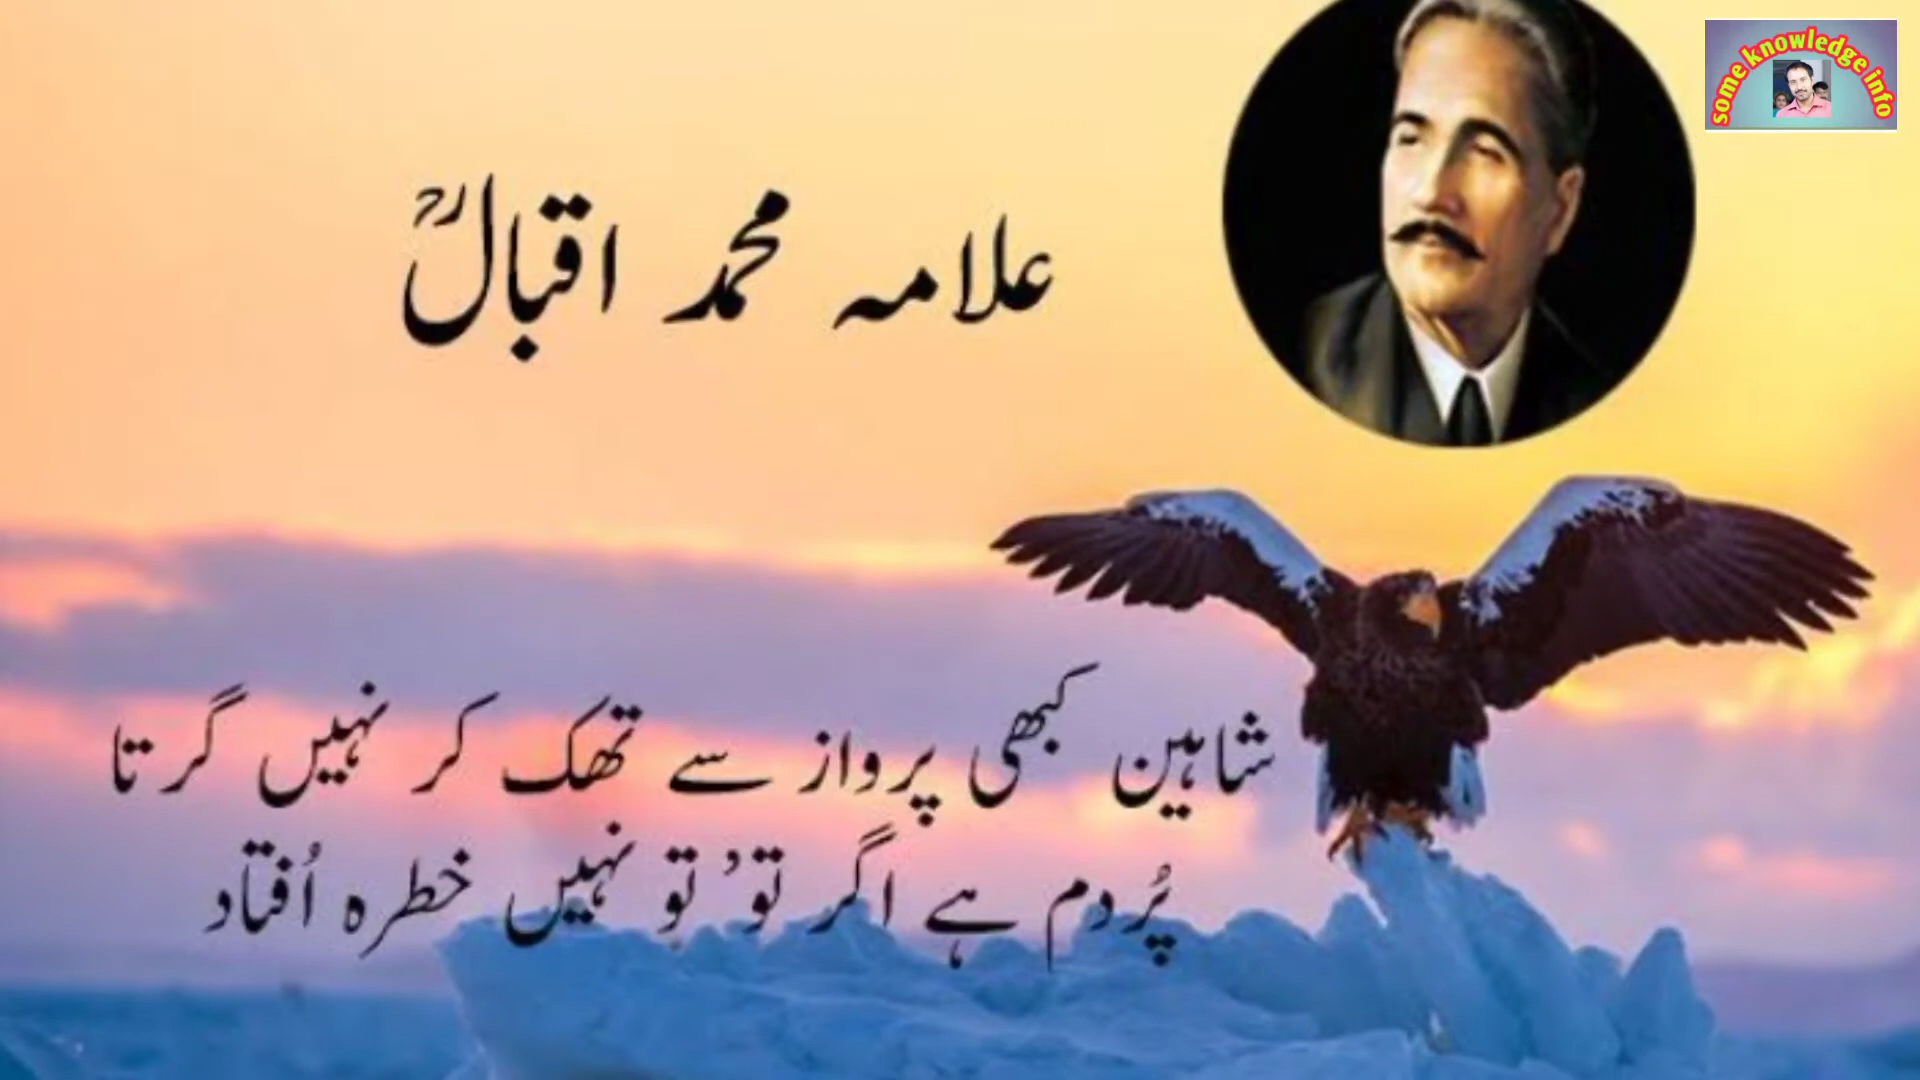 some knowledge info
علامہ محمد اقبالؒ
شاہین کبھی پرواز سے تھک کر نہیں گرتا
پُردم ہے اگر توُ تو نہیں خطرہ اُفتاد